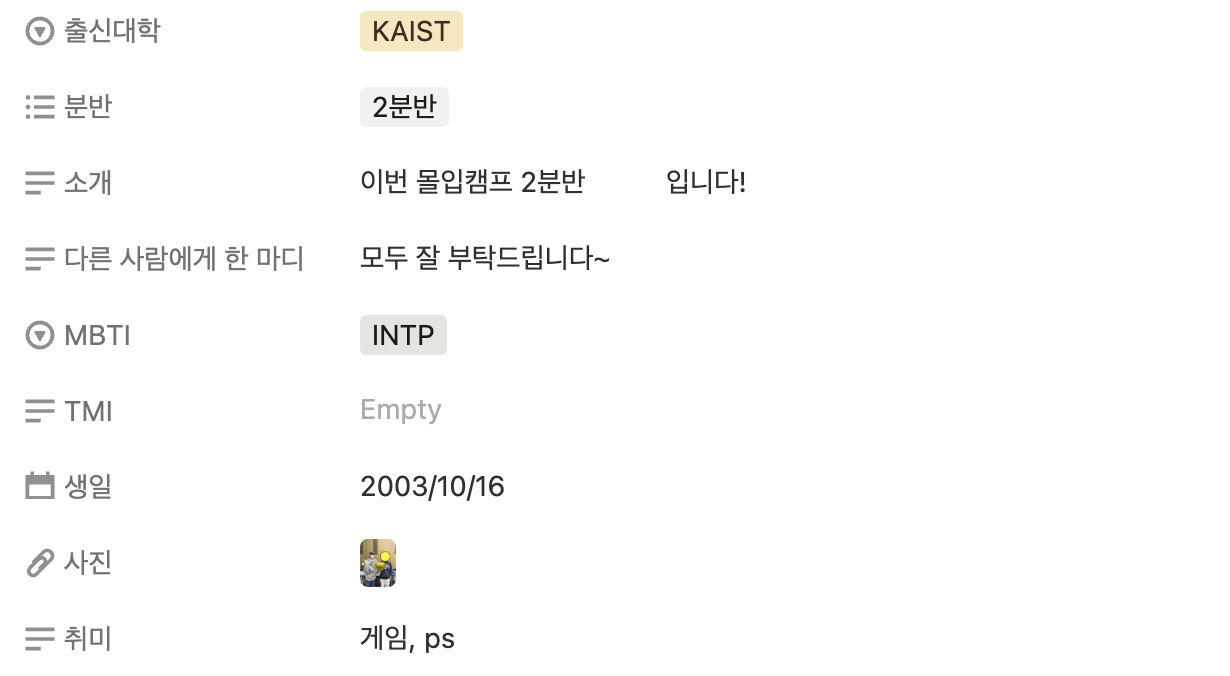 출신대학 KAIST
분반 2분반
소개 이번 몰입캠프 2분반 입니다!
다른 사람에게 한 마디 모두 잘 부탁드립니다~
MBTI INTP
TMI Empty
생일 2003/10/16
사진
취미 게임, ps